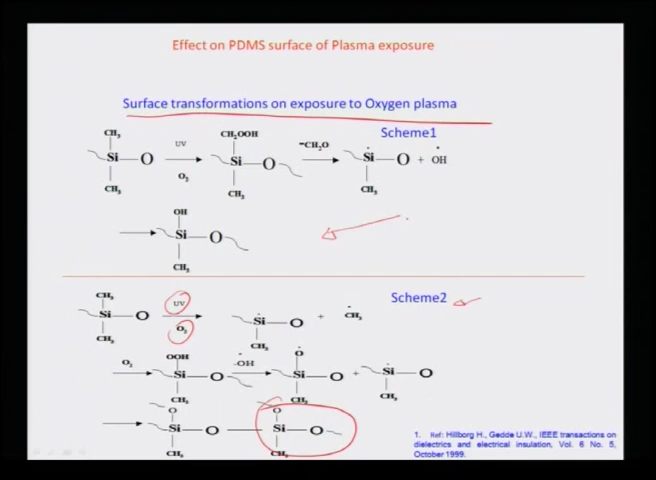 Effect on PDMS surface of Plasma exposure
Surface transformations on exposure to Oxygen plasma
Scheme1
CH₃ UV CH₂OOH -CH₂O
Si O Si O Si O + OH
CH₃ O₂ CH₃ CH₃
OH
Si O
CH₃
Scheme2
CH₃ UV
Si O Si O + CH₃
CH₃ O₂ CH₃
O₂ OOH .OH O
Si O Si O + Si O
CH₃ CH₃ CH₃
O O
Si O Si O
CH₃ CH₃
1. Ref: Hillborg H., Gedde U.W., IEEE transactions on
dielectrics and electrical insulation, Vol. 6 No. 5,
October 1999.